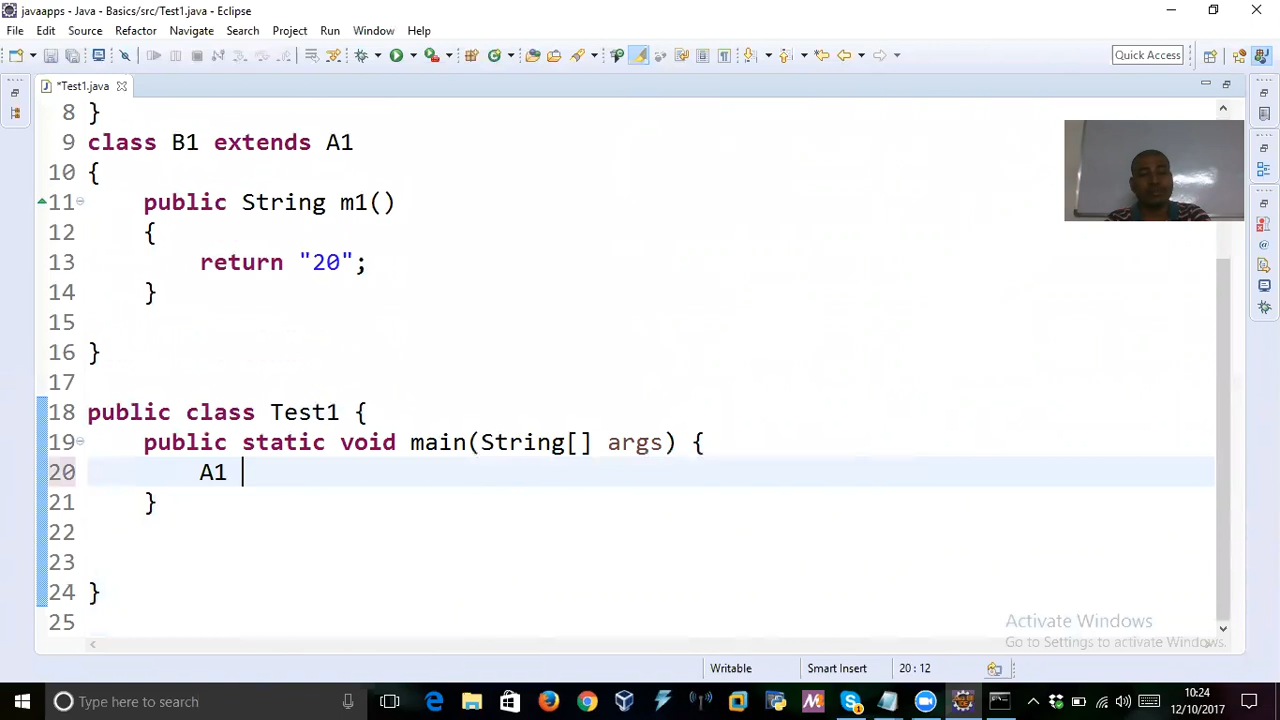 javaapps - Java - Basics/src/Test1.java - Eclipse
File Edit Source Refactor Navigate Search Project Run Window Help
Quick Access
*Test1.java
8 }
9 class B1 extends A1
10 {
11 public String m1()
12 {
13 return "20";
14 }
15
16 }
17
18 public class Test1 {
19 public static void main(String[] args) {
20 A1
21 }
22
23
24 }
25
Activate Windows
Go to Settings to activate Windows.
Writable Smart Insert 20 : 12
Type here to search
10:24
12/10/2017